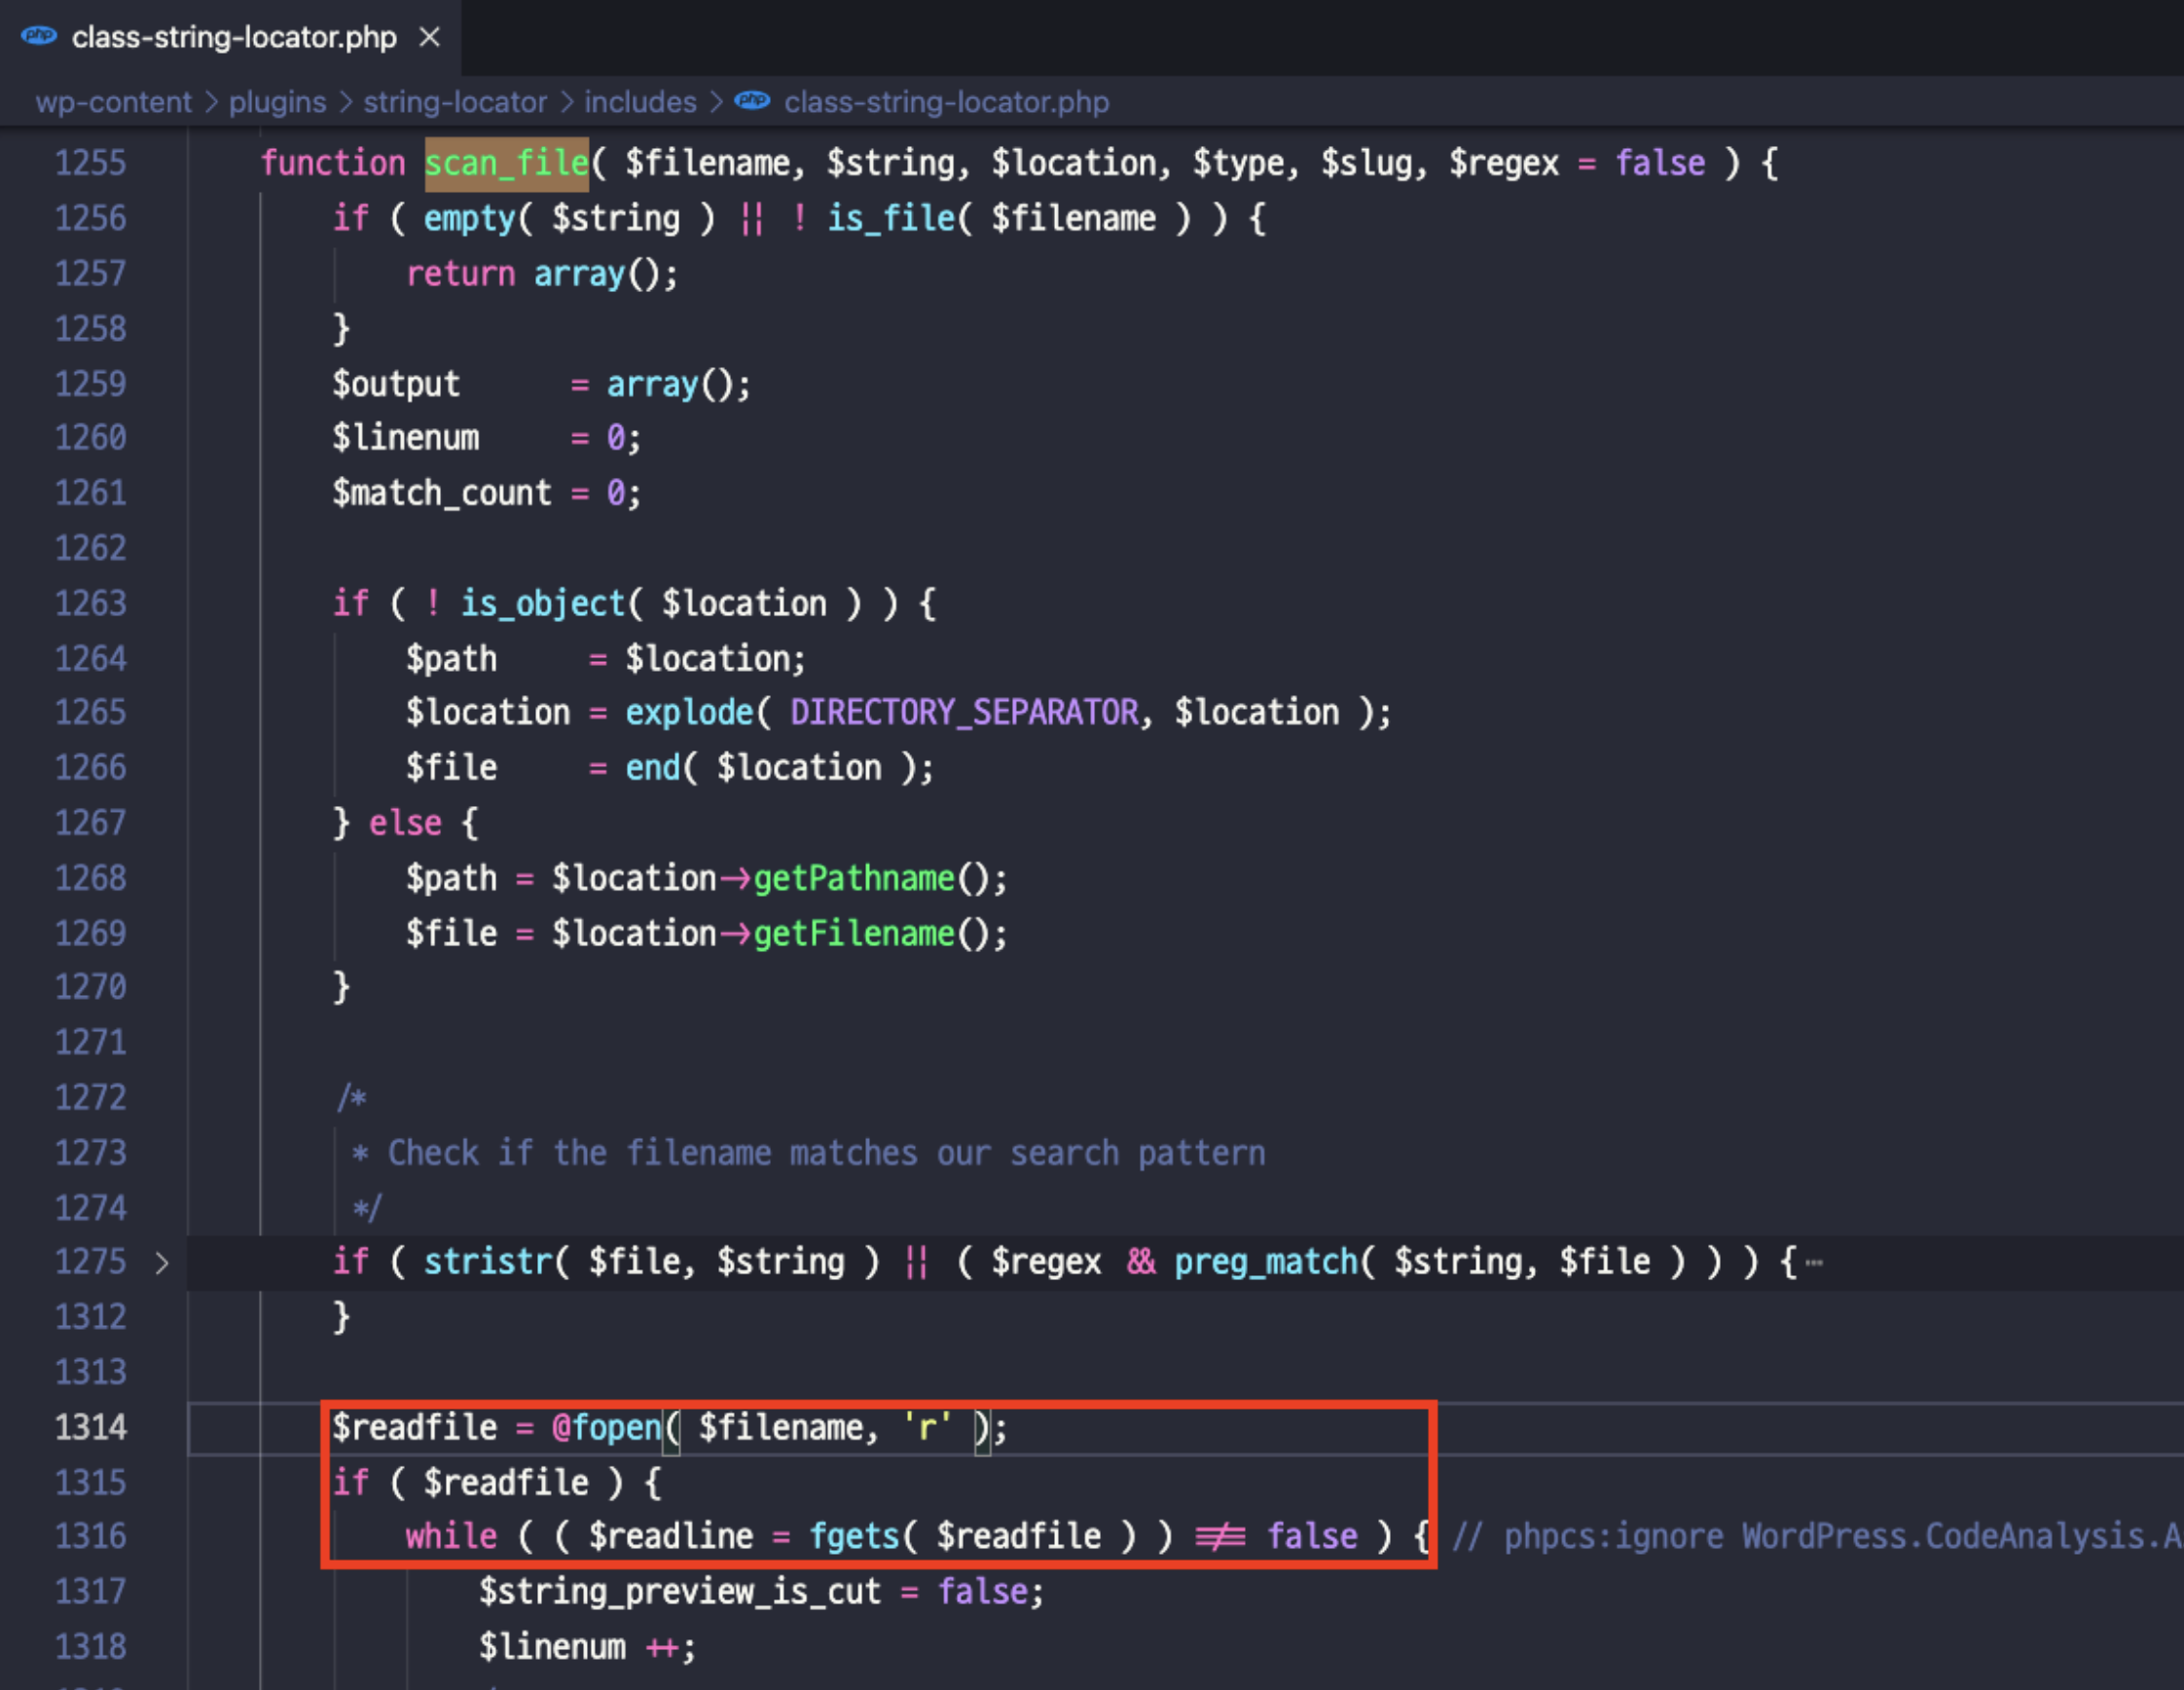 php class-string-locator.php ×
wp-content > plugins > string-locator > includes > php class-string-locator.php
1255 function scan_file( $filename, $string, $location, $type, $slug, $regex = false ) {
1256 if ( empty( $string ) || ! is_file( $filename ) ) {
1257 return array();
1258 }
1259 $output = array();
1260 $linenum = 0;
1261 $match_count = 0;
1262
1263 if ( ! is_object( $location ) ) {
1264 $path = $location;
1265 $location = explode( DIRECTORY_SEPARATOR, $location );
1266 $file = end( $location );
1267 } else {
1268 $path = $location->getPathname();
1269 $file = $location->getFilename();
1270 }
1271
1272 /*
1273 * Check if the filename matches our search pattern
1274 */
1275 > if ( stristr( $file, $string ) || ( $regex && preg_match( $string, $file ) ) ) {…
1312 }
1313
1314 $readfile = @fopen( $filename, 'r' );
1315 if ( $readfile ) {
1316 while ( ( $readline = fgets( $readfile ) ) !== false ) { // phpcs:ignore WordPress.CodeAnalysis.A
1317 $string_preview_is_cut = false;
1318 $linenum ++;